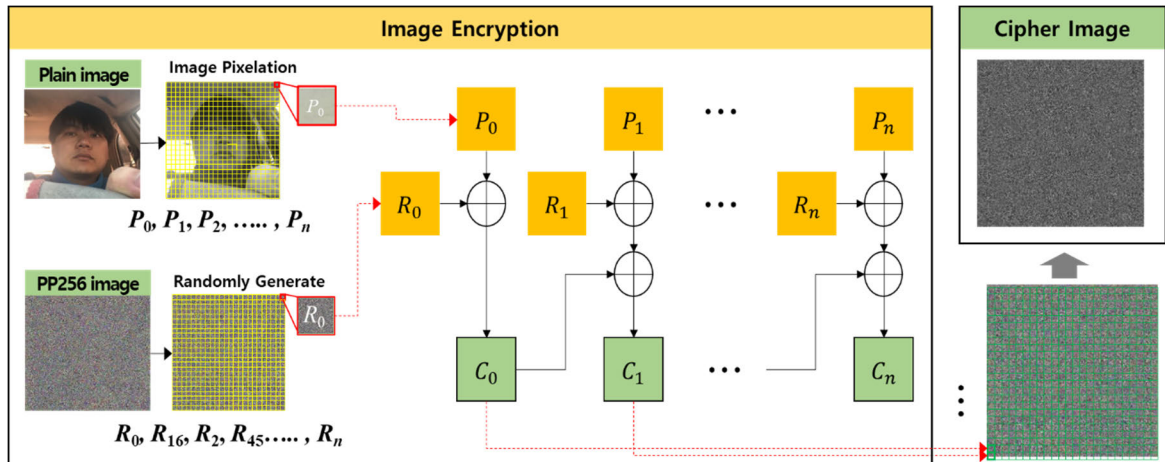 Image Encryption
Cipher Image
Plain image
Image Pixelation
P₀
P₀
P₁
...
Pₙ
R₀
R₁
...
Rₙ
P₀, P₁, P₂, ….. , Pₙ
PP256 image
Randomly Generate
R₀
C₀
C₁
...
Cₙ
R₀, R₁₆, R₂, R₄₅….. , Rₙ